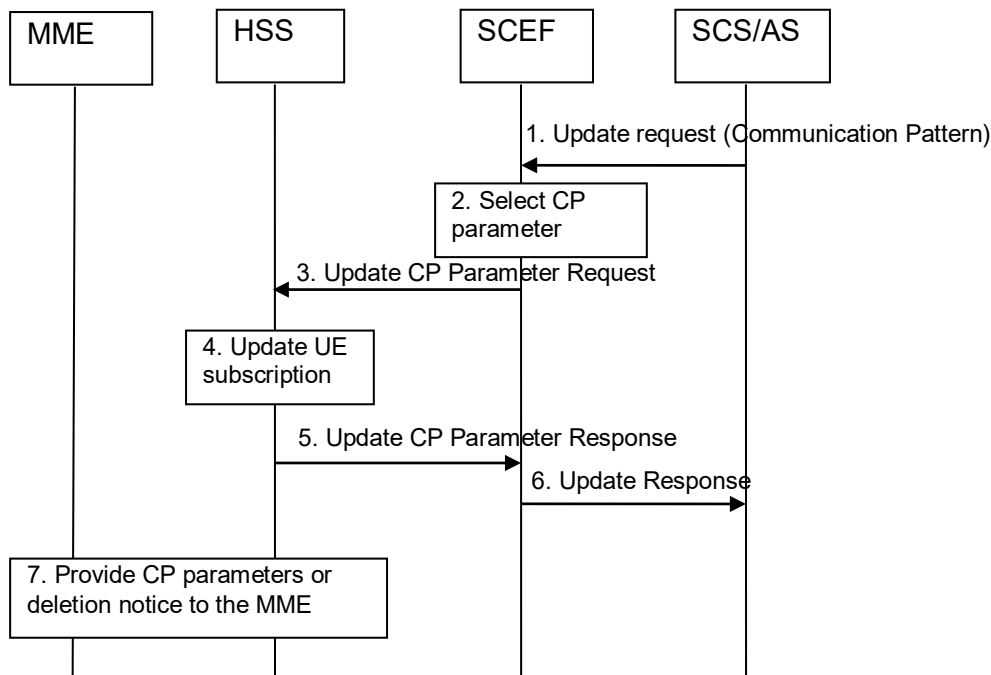 MME
HSS
SCEF
SCS/AS
1. Update request (Communication Pattern)
2. Select CP
parameter
3. Update CP Parameter Request
4. Update UE
subscription
5. Update CP Parameter Response
6. Update Response
7. Provide CP parameters or
deletion notice to the MME